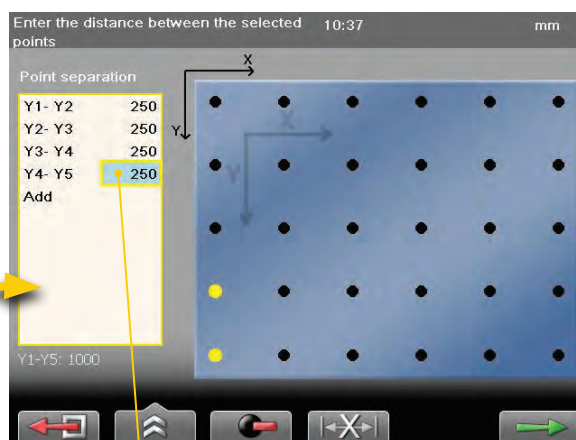 Enter the distance between the selected points
10:37
mm
Point separation
X
Y
Y1- Y2 250
Y2- Y3 250
Y3- Y4 250
Y4- Y5 250
Add
X
Y
Y1-Y5: 1000
X